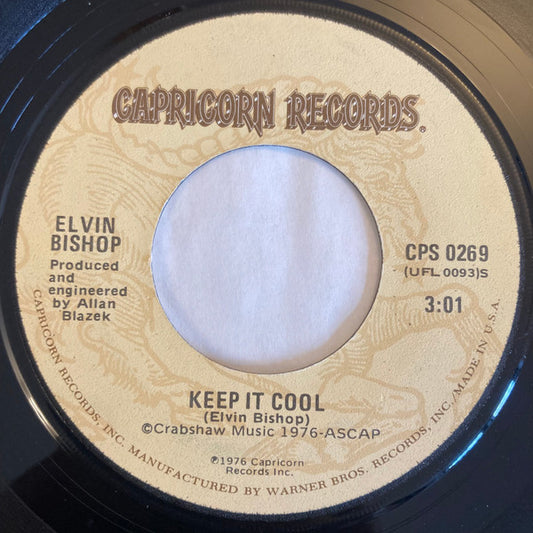 CAPRICORN RECORDS®
ELVIN
BISHOP
Produced
and
engineered
by Allan
Blazek
CPS 0269
(UFL 0093)S
3:01
KEEP IT COOL
(Elvin Bishop)
©Crabshaw Music 1976-ASCAP
℗1976 Capricorn
Records Inc.
CAPRICORN RECORDS, INC. MANUFACTURED BY WARNER BROS. RECORDS, INC./MADE IN U.S.A.